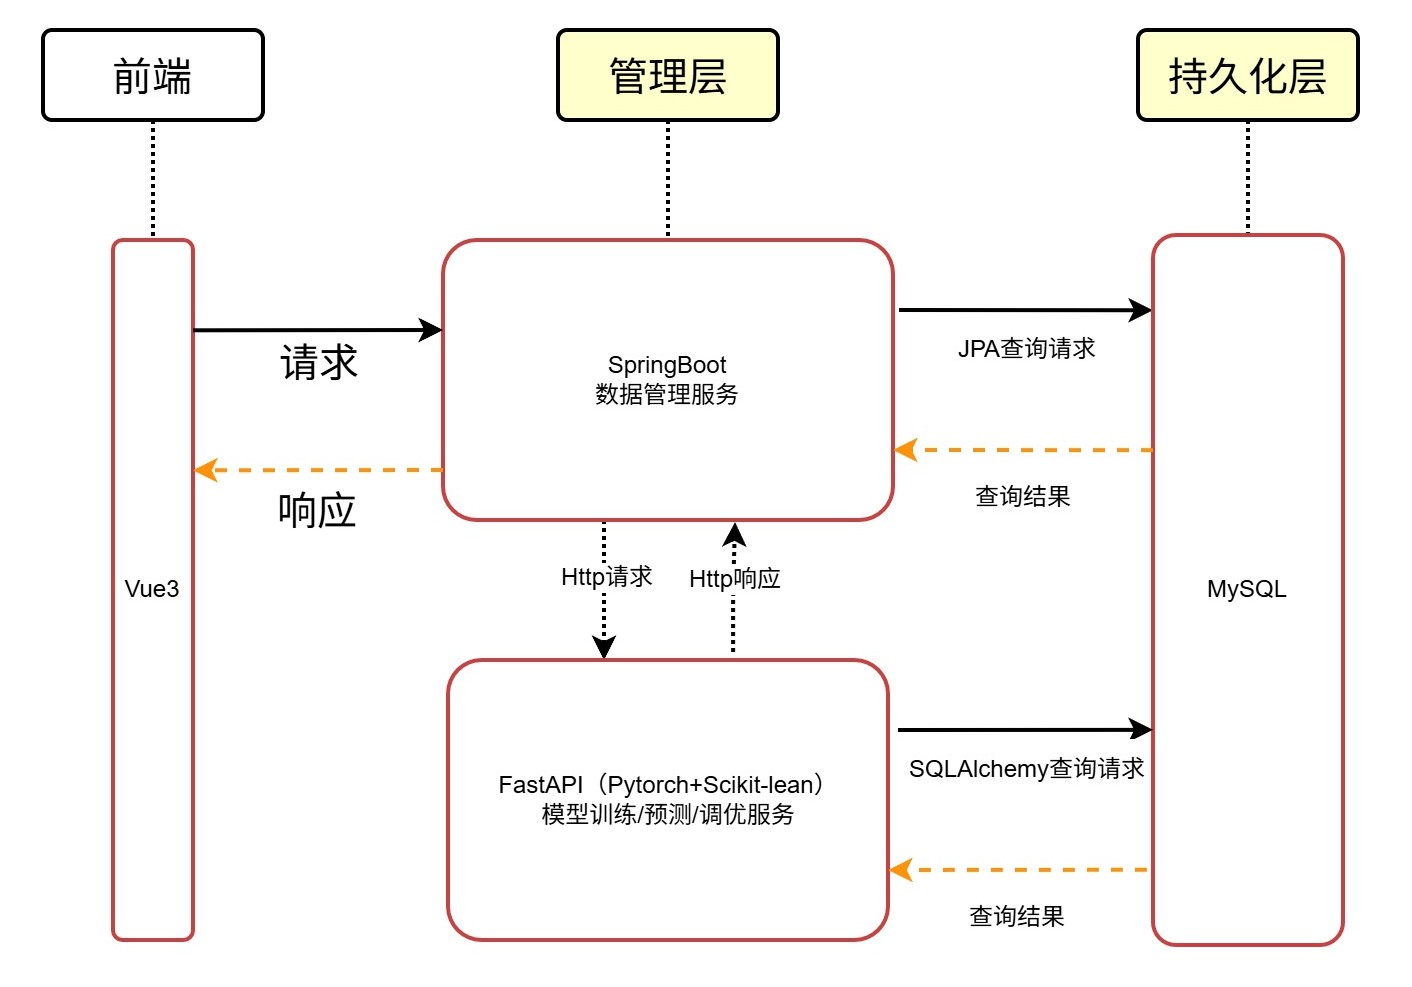 前端
管理层
持久化层
请求
响应
Vue3
SpringBoot
数据管理服务
JPA查询请求
查询结果
Http请求
Http响应
MySQL
FastAPI（Pytorch+Scikit-lean）
模型训练/预测/调优服务
SQLAlchemy查询请求
查询结果